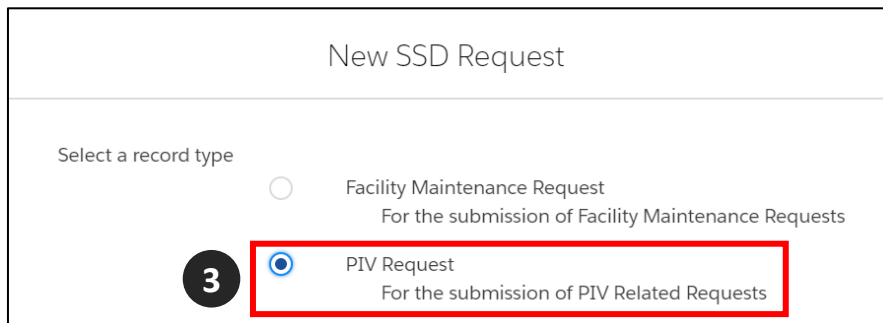 New SSD Request
Select a record type
Facility Maintenance Request
For the submission of Facility Maintenance Requests
3
PIV Request
For the submission of PIV Related Requests